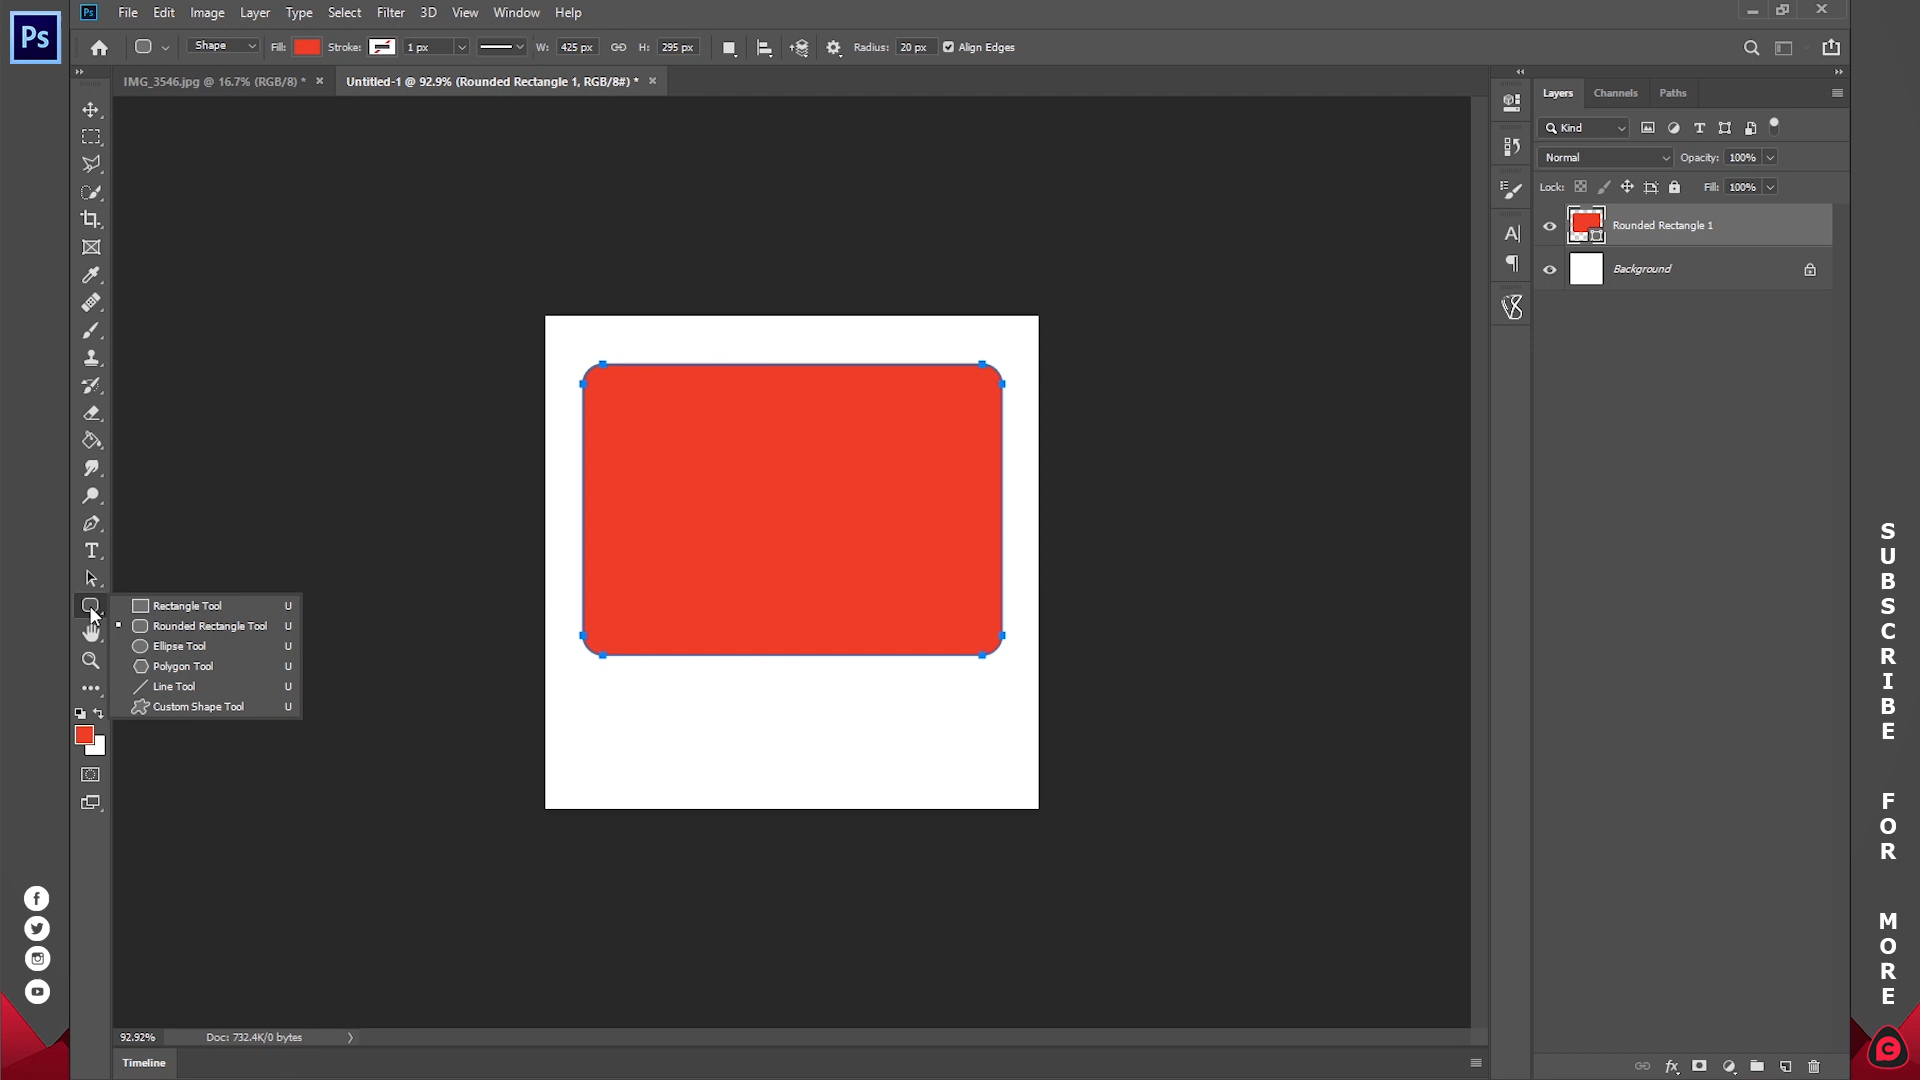 Ps
Ps File Edit Image Layer Type Select Filter 3D View Window Help
Shape Fill: Stroke: 1 px W: 425 px H: 295 px Radius: 20 px Align Edges
IMG_3546.jpg @ 16.7% (RGB/8) * × Untitled-1 @ 92.9% (Rounded Rectangle 1, RGB/8#) * ×
Layers Channels Paths
Kind
Normal Opacity: 100%
Lock: Fill: 100%
Rounded Rectangle 1
Background
Rectangle Tool U
Rounded Rectangle Tool U
Ellipse Tool U
Polygon Tool U
Line Tool U
Custom Shape Tool U
92.92% Doc: 732.4K/0 bytes
Timeline
SUBSCRIBE
FOR
MORE